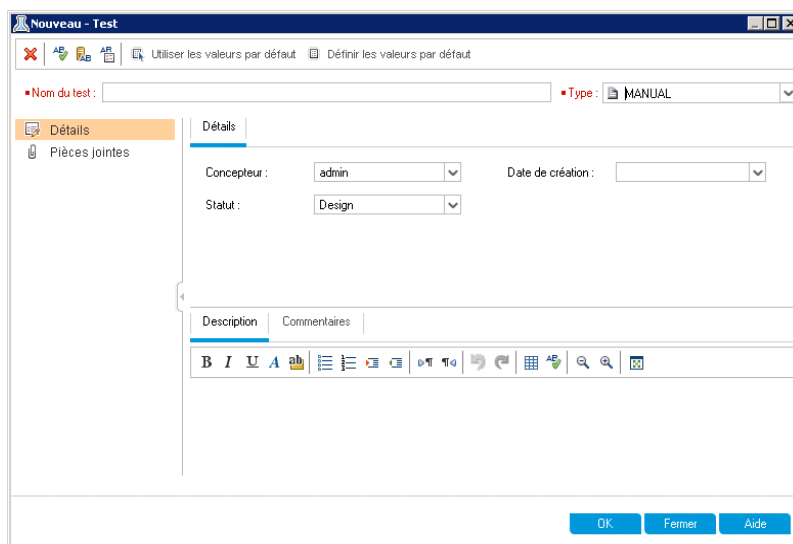 Nouveau - Test
Utiliser les valeurs par défaut Définir les valeurs par défaut
Nom du test : Type : MANUAL
Détails
Pièces jointes
Détails
Concepteur : admin Date de création :
Statut : Design
Description Commentaires
B I U A ab
OK Fermer Aide